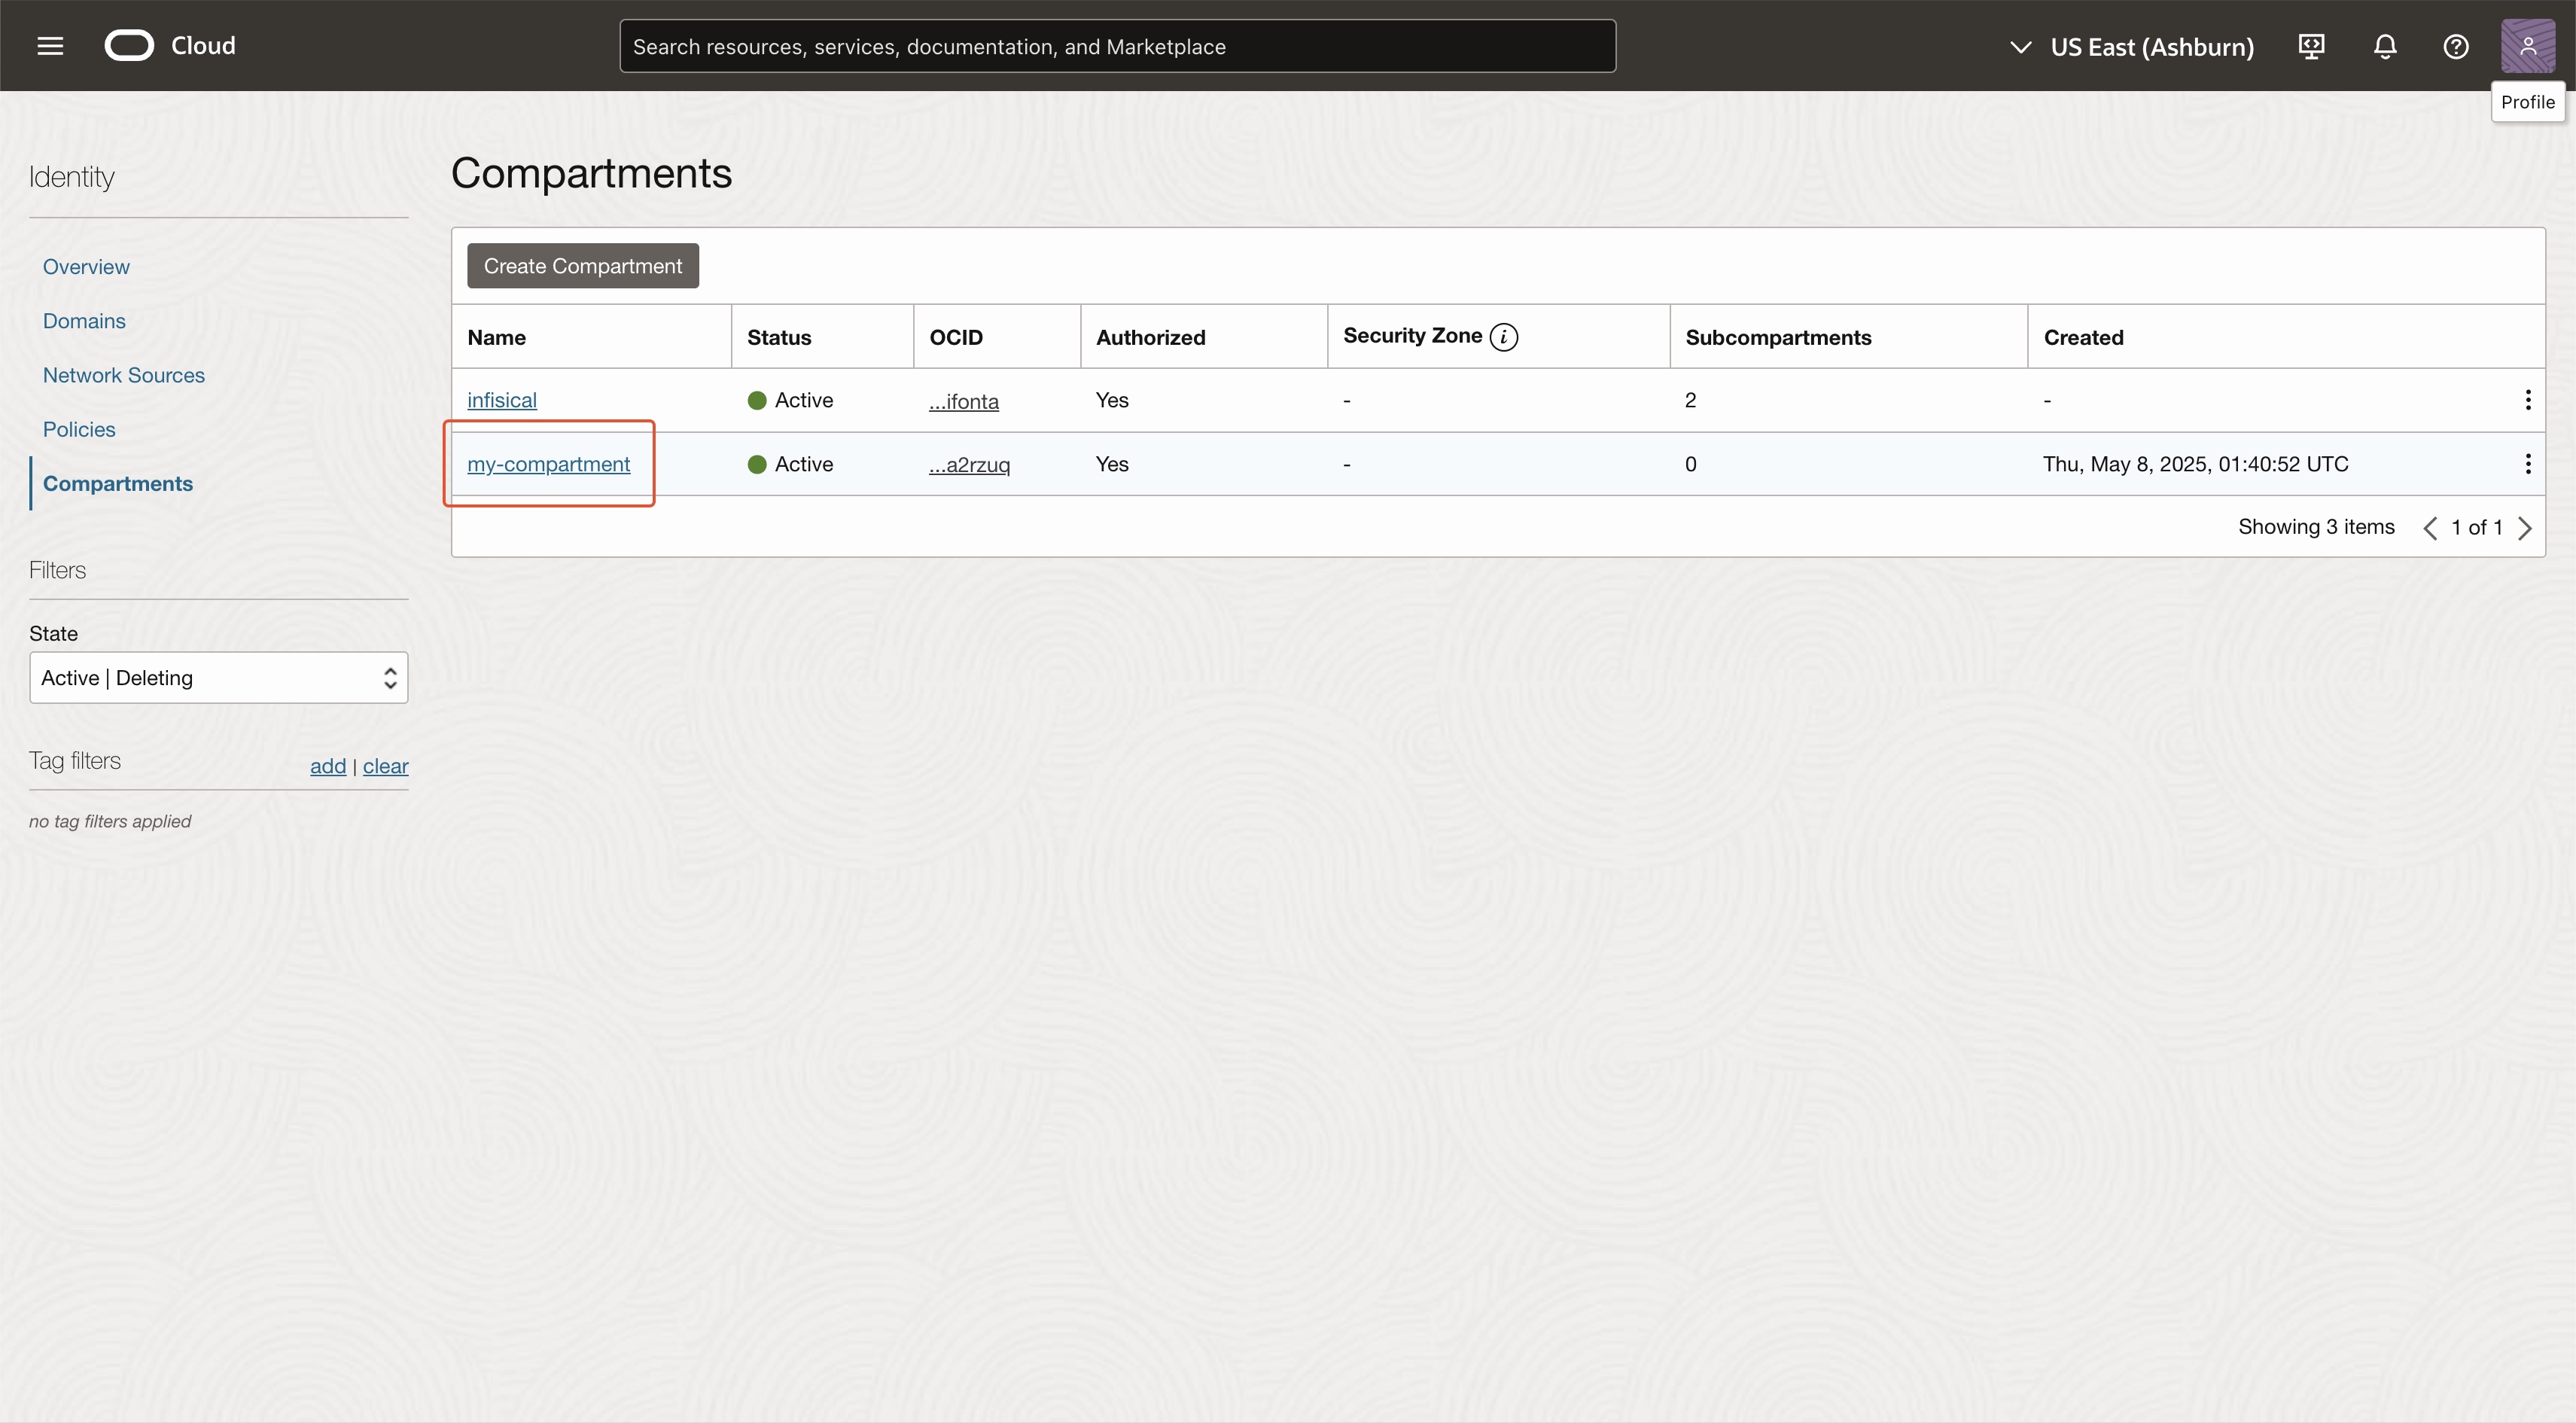 Cloud
Search resources, services, documentation, and Marketplace
US East (Ashburn)
Profile
Identity
Overview
Domains
Network Sources
Policies
Compartments
Filters
State
Active | Deleting
Tag filters
add | clear
no tag filters applied
Compartments
Create Compartment
Name Status OCID Authorized Security Zone i Subcompartments Created
infisical Active ...ifonta Yes - 2 -
my-compartment Active ...a2rzuq Yes - 0 Thu, May 8, 2025, 01:40:52 UTC
Showing 3 items 1 of 1